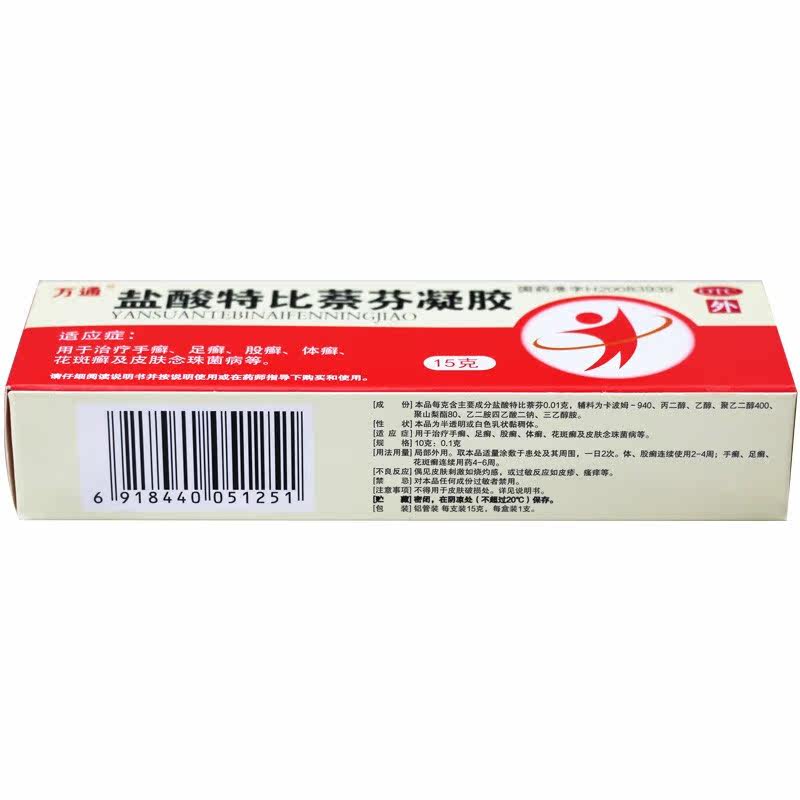 万通®
盐酸特比萘芬凝胶
YANSUANTEBINAIFENNINGJIAO
国药准字H20083939
OTC
外
适应症：
用于治疗手癣、足癣、股癣、体癣、
花斑癣及皮肤念珠菌病等。
15克
请仔细阅读说明书并按说明使用或在药师指导下购买和使用。
6 918440 051251
[成 份] 本品每克含主要成分盐酸特比萘芬0.01克，辅料为卡波姆-940、丙二醇、乙醇、聚乙二醇400、
聚山梨酯80、乙二胺四乙酸二钠、三乙醇胺。
[性 状] 本品为半透明或白色乳状黏稠体。
[适 应 症] 用于治疗手癣、足癣、股癣、体癣、花斑癣及皮肤念珠菌病等。
[规 格] 10克：0.1克
[用法用量] 局部外用。取本品适量涂敷于患处及其周围，一日2次。体、股癣连续使用2-4周；手癣、足癣、
花斑癣连续用药4-6周。
[不良反应] 偶见皮肤刺激如烧灼感，或过敏反应如皮疹、瘙痒等。
[禁 忌] 对本品任何成份过敏者禁用。
[注意事项] 不得用于皮肤破损处。详见说明书。
[贮 藏] 密闭，在阴凉处（不超过20℃）保存。
[包 装] 铝管装 每支装15克，每盒装1支。